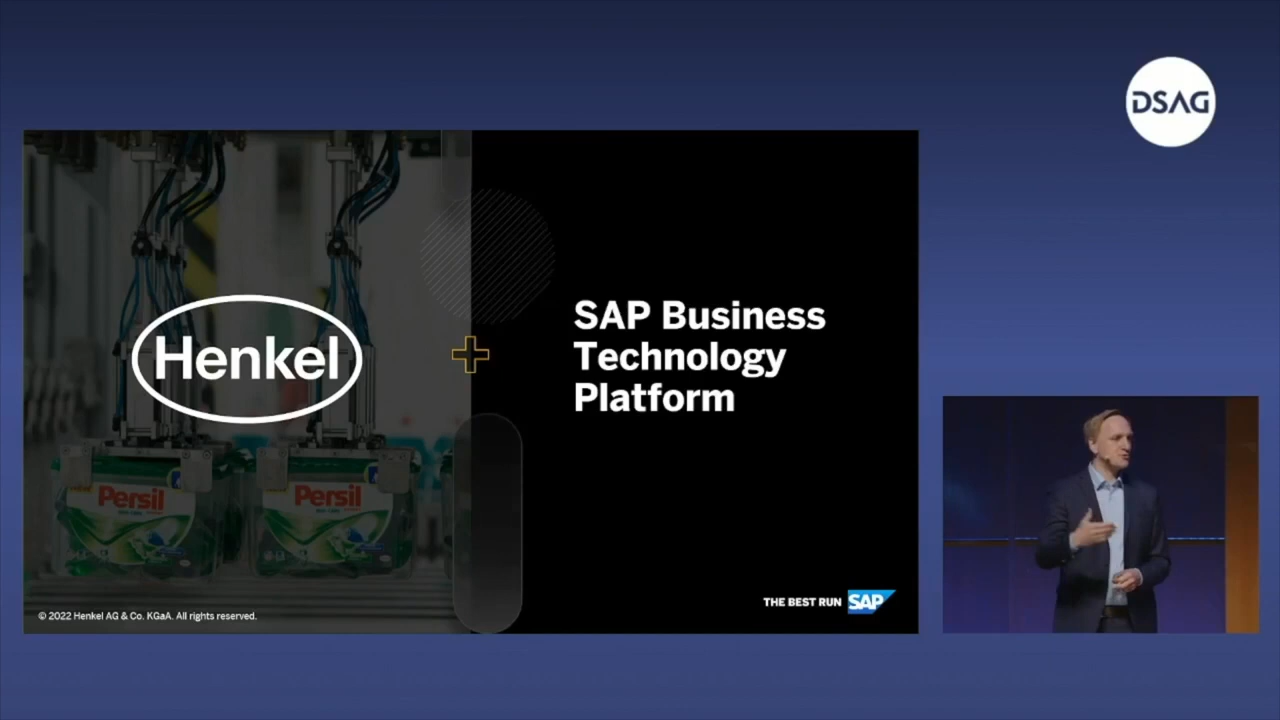 DSAG
Henkel
SAP Business
Technology
Platform
Persil
Persil
THE BEST RUN SAP
© 2022 Henkel AG & Co. KGaA. All rights reserved.